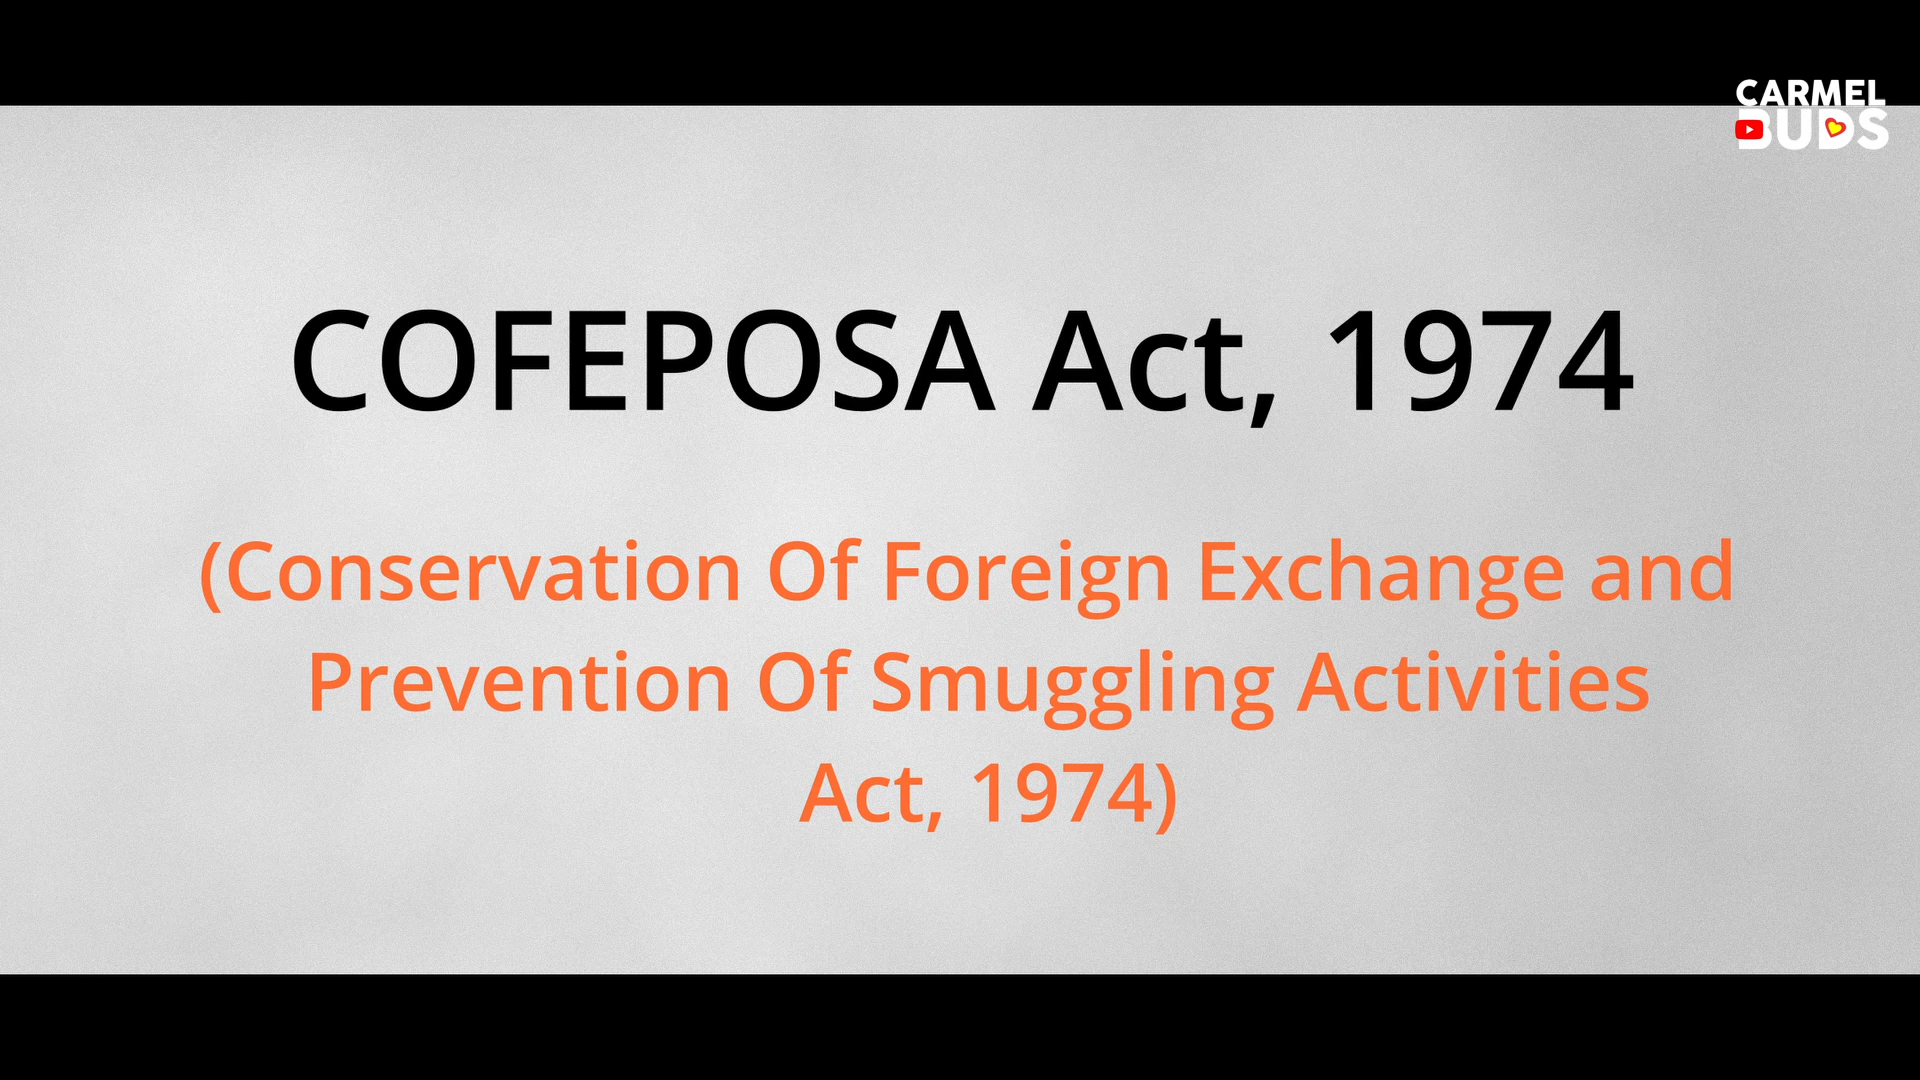 CARMEL
BUDS
COFEPOSA Act, 1974
(Conservation Of Foreign Exchange and
Prevention Of Smuggling Activities
Act, 1974)